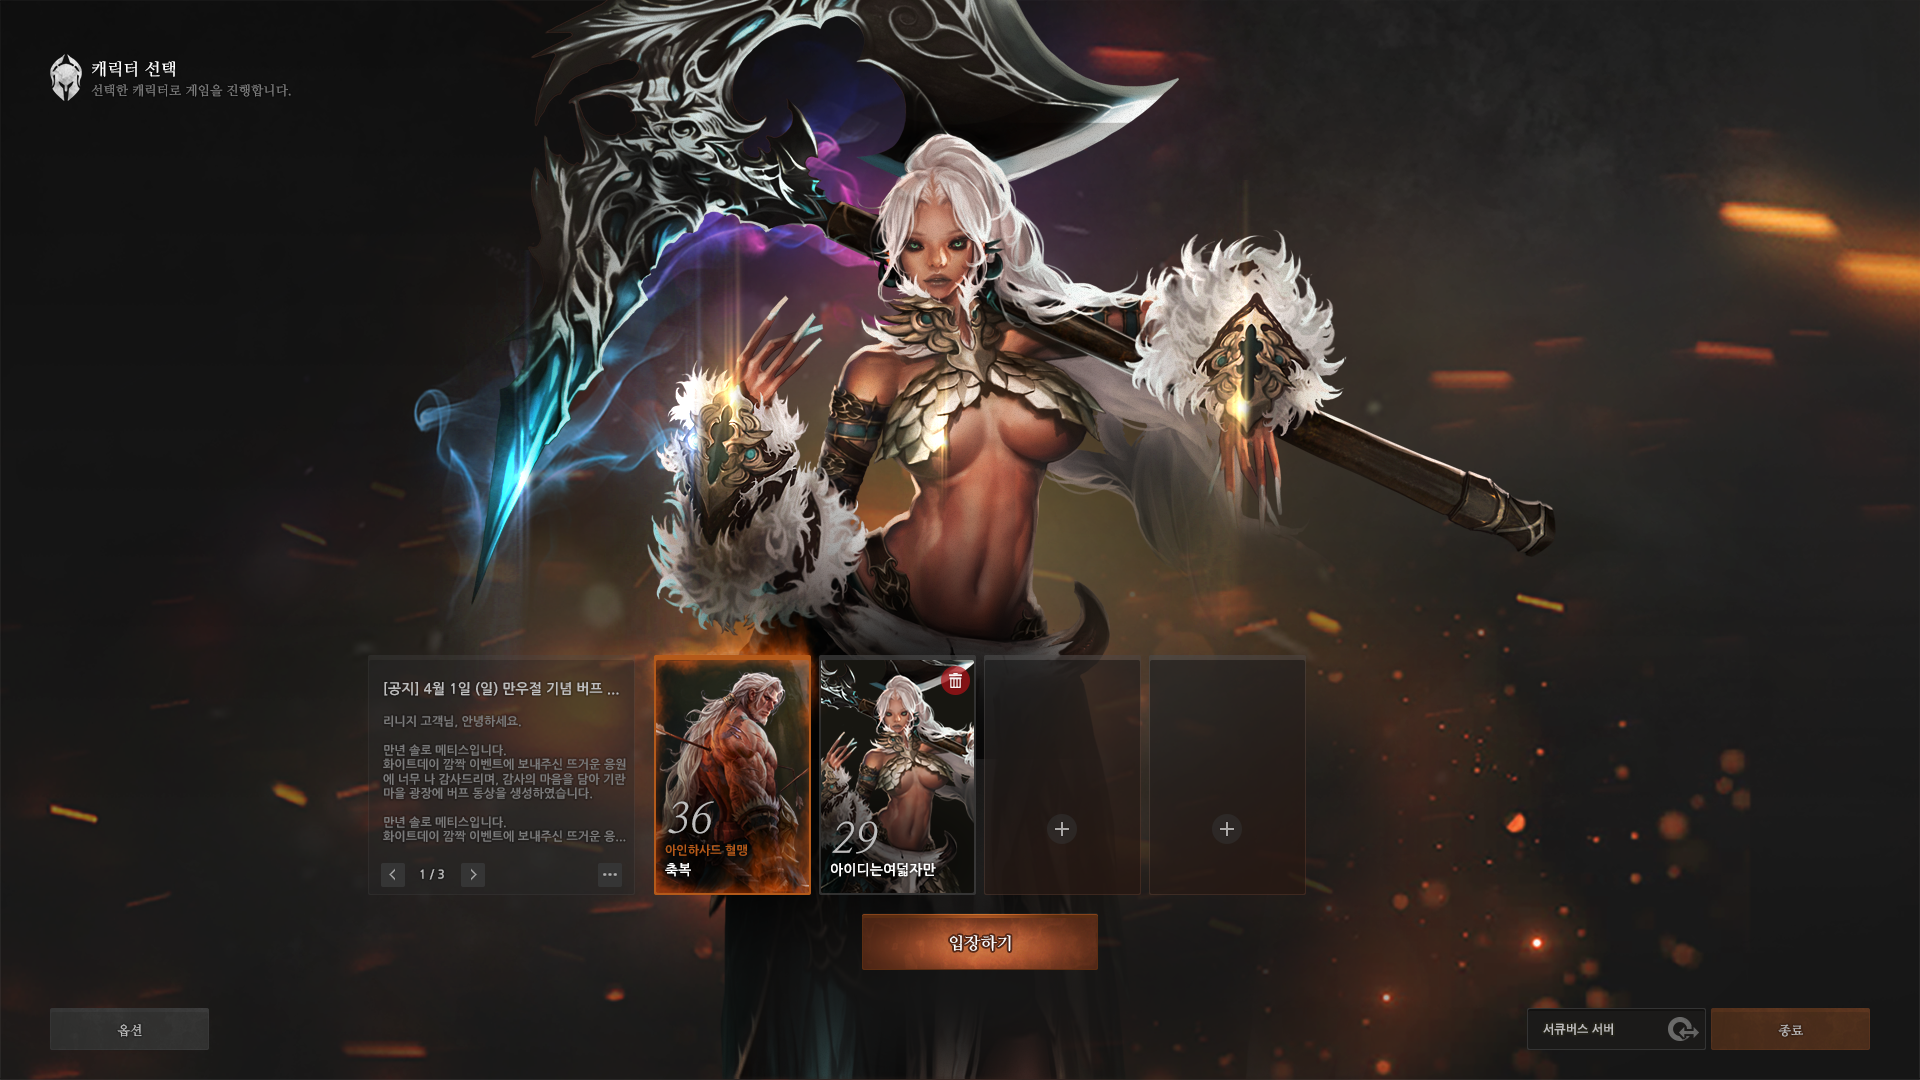 캐릭터 선택
선택한 캐릭터로 게임을 진행합니다.
[공지] 4월 1일 (일) 만우절 기념 버프 ...
리니지 고객님, 안녕하세요.
만년 솔로 메티스입니다.
화이트데이 깜짝 이벤트에 보내주신 뜨거운 응원
에 너무 나 감사드리며, 감사의 마음을 담아 기란
마을 광장에 버프 동상을 생성하였습니다.
만년 솔로 메티스입니다.
화이트데이 깜짝 이벤트에 보내주신 뜨거운 응...
1 / 3
36
아인하사드 혈맹
축복
29
아이디는여덟자만
입장하기
옵션
서큐버스 서버
종료